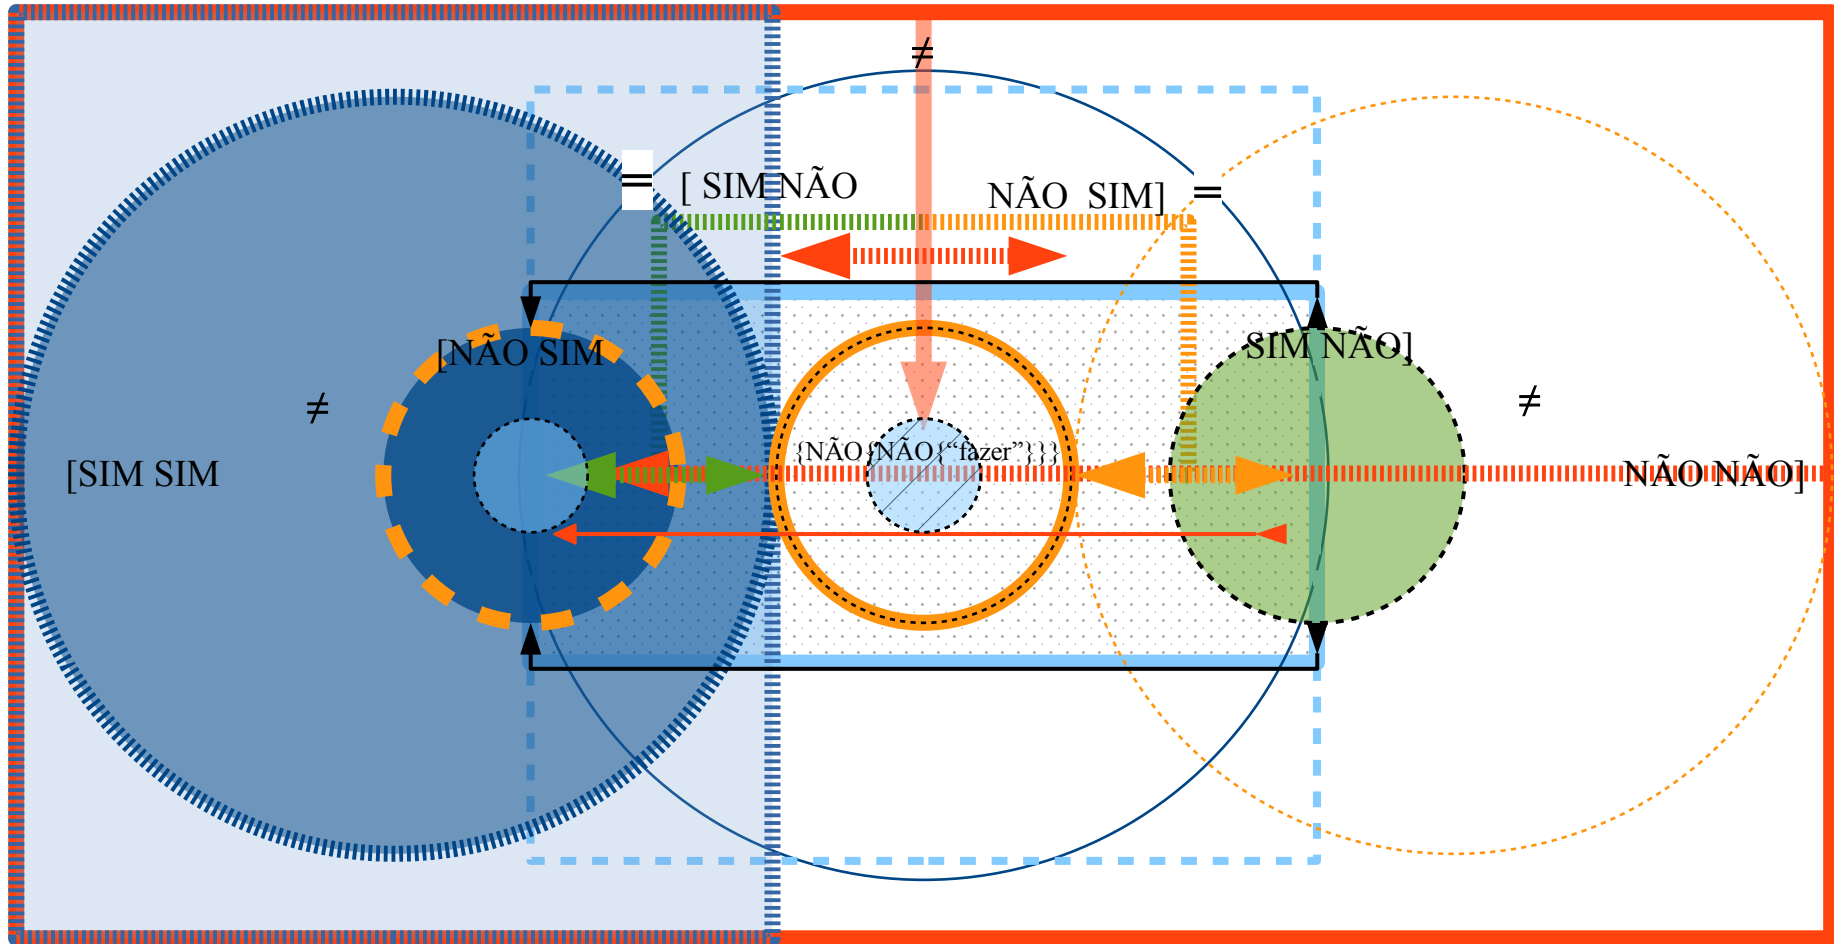 ≠
= [ SIM NÃO NÃO SIM] =
[NÃO SIM SIM NÃO]
≠ ≠
{NÃO{NÃO{“fazer”}}}
[SIM SIM NÃO NÃO]